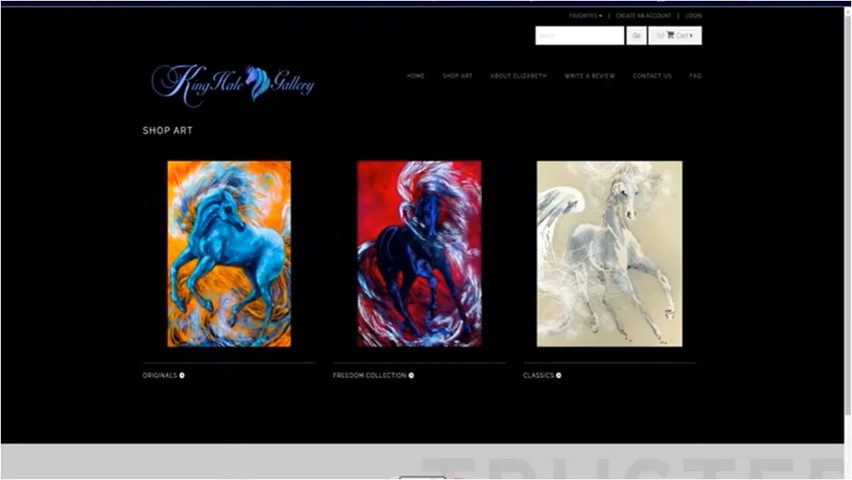 FAVORITES | CREATE AN ACCOUNT | LOGIN
Go Cart
King Hale Gallery
HOME SHOP ART ABOUT ELIZABETH WRITE A REVIEW CONTACT US FAQ
SHOP ART
ORIGINALS FREEDOM COLLECTION CLASSICS
TRUSTED